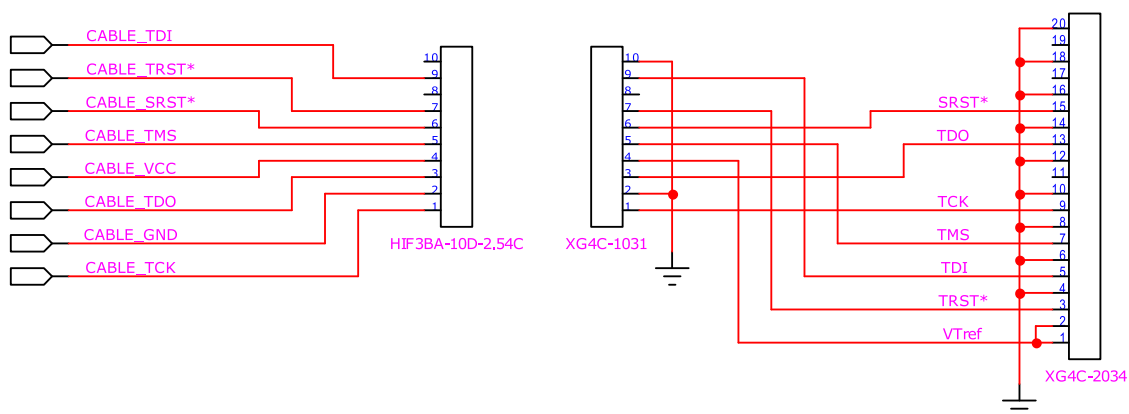 CABLE_TDI
CABLE_TRST*
CABLE_SRST*
CABLE_TMS
CABLE_VCC
CABLE_TDO
CABLE_GND
CABLE_TCK
10
9
8
7
6
5
4
3
2
1
HIF3BA-10D-2.54C
10
9
8
7
6
5
4
3
2
1
XG4C-1031
SRST*
TDO
TCK
TMS
TDI
TRST*
VTref
20
19
18
17
16
15
14
13
12
11
10
9
8
7
6
5
4
3
2
1
XG4C-2034